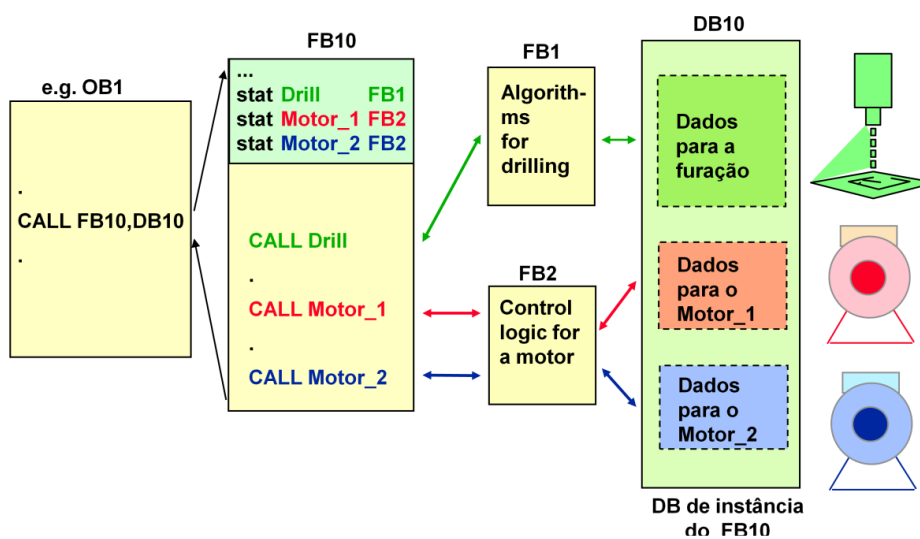 e.g. OB1
.
CALL FB10,DB10
.
FB10
...
stat Drill FB1
stat Motor_1 FB2
stat Motor_2 FB2
CALL Drill
.
CALL Motor_1
.
CALL Motor_2
FB1
Algorith-
ms
for
drilling
FB2
Control
logic for
a motor
DB10
Dados
para a
furação
Dados
para o
Motor_1
Dados
para o
Motor_2
DB de instância
do FB10